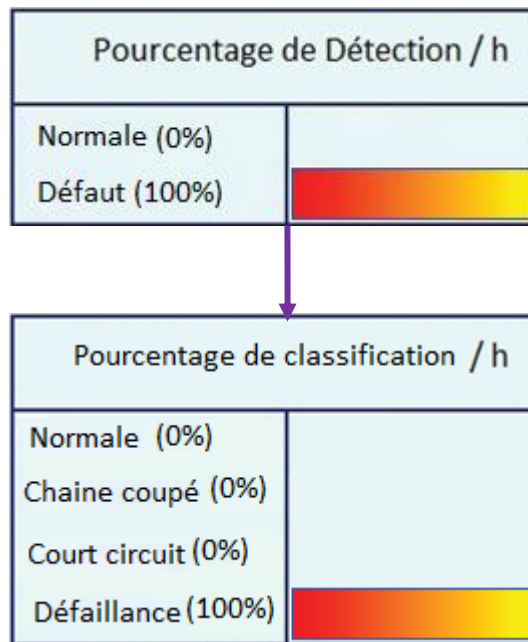 Pourcentage de Détection / h
Normale (0%)
Défaut (100%)
Pourcentage de classification / h
Normale (0%)
Chaine coupé (0%)
Court circuit (0%)
Défaillance (100%)